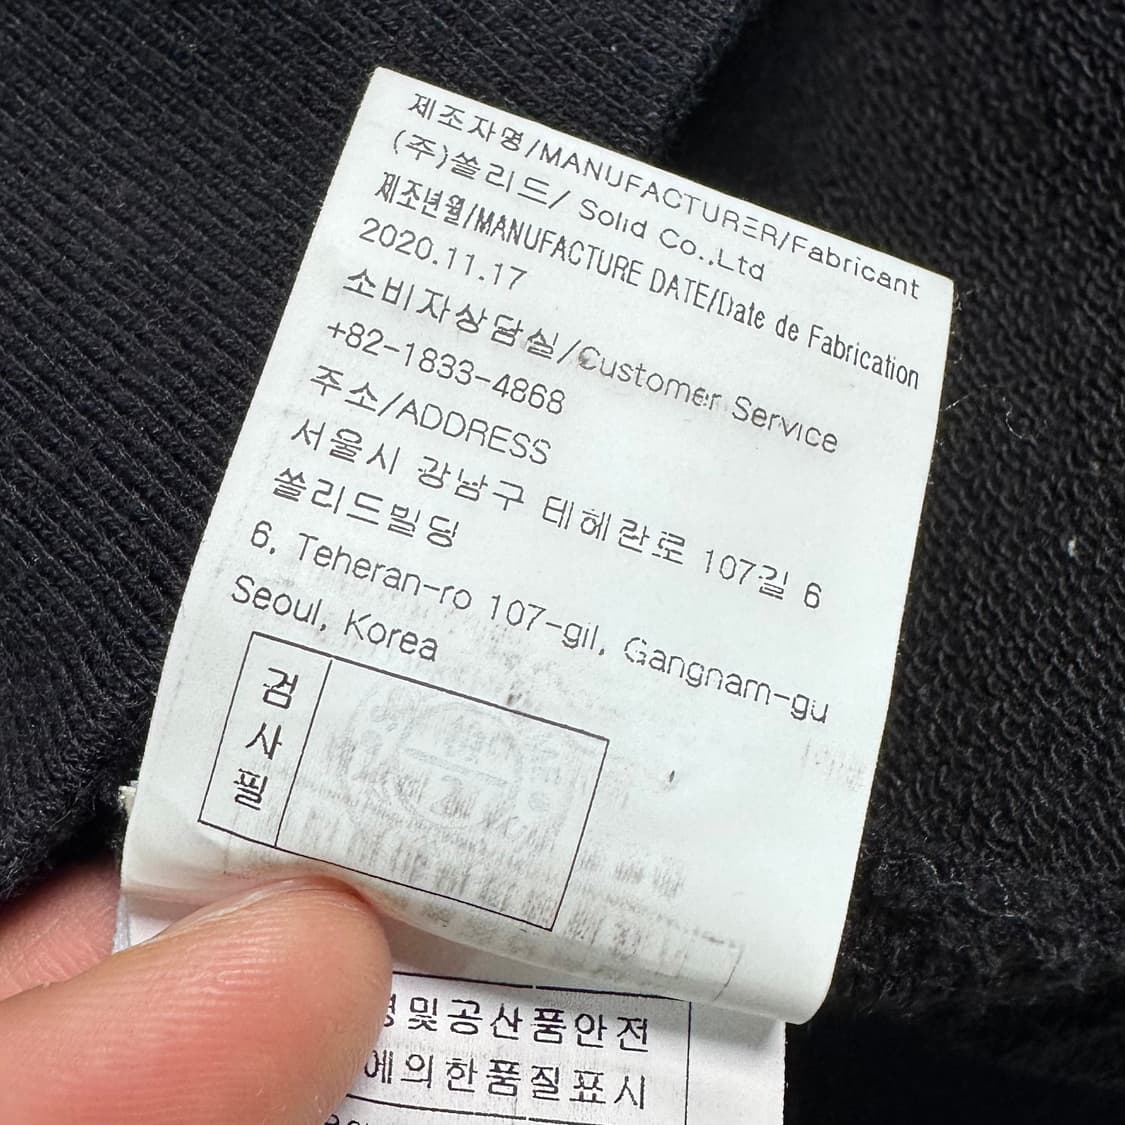 제조자명/MANUFACTURER/Fabricant
(주)쏠리드/ Solid Co.,Ltd
제조년월/MANUFACTURE DATE/Date de Fabrication
2020.11.17
소비자상담실/Customer Service
+82-1833-4868
주소/ADDRESS
서울시 강남구 테헤란로 107길 6
쏠리드빌딩
6, Teheran-ro 107-gil, Gangnam-gu
Seoul, Korea
검
사
필
및공산품안전
에의한품질표시